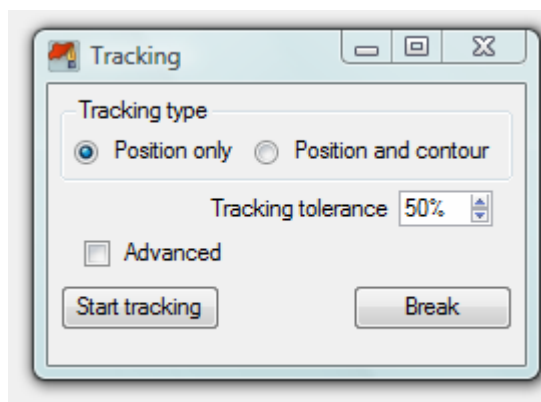 Tracking
Tracking type
Position only Position and contour
Tracking tolerance 50%
Advanced
Start tracking Break